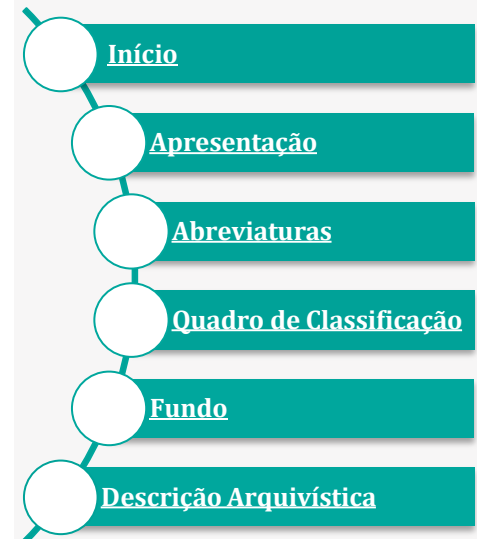 Início
Apresentação
Abreviaturas
Quadro de Classificação
Fundo
Descrição Arquivística